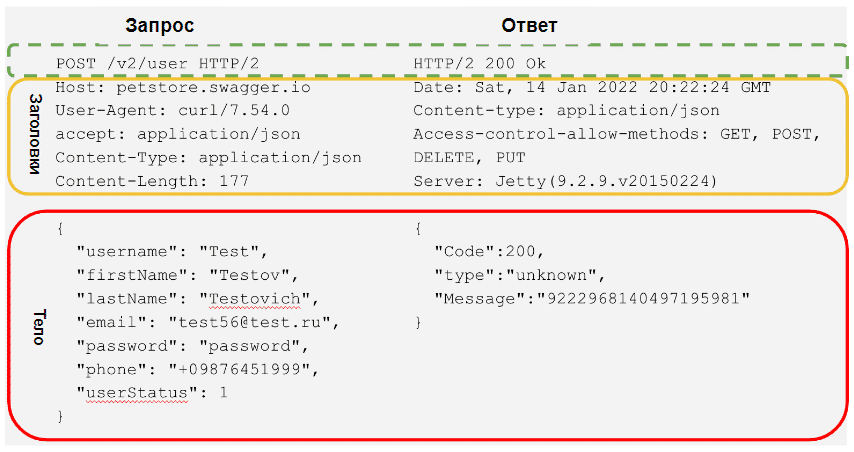 Запрос
Ответ
POST /v2/user HTTP/2
HTTP/2 200 Ok
Заголовки
Host: petstore.swagger.io
User-Agent: curl/7.54.0
accept: application/json
Content-Type: application/json
Content-Length: 177
Date: Sat, 14 Jan 2022 20:22:24 GMT
Content-type: application/json
Access-control-allow-methods: GET, POST,
DELETE, PUT
Server: Jetty(9.2.9.v20150224)
Тело
{
"username": "Test",
"firstName": "Testov",
"lastName": "Testovich",
"email": "test56@test.ru",
"password": "password",
"phone": "+09876451999",
"userStatus": 1
}
{
"Code":200,
"type":"unknown",
"Message":"9222968140497195981"
}